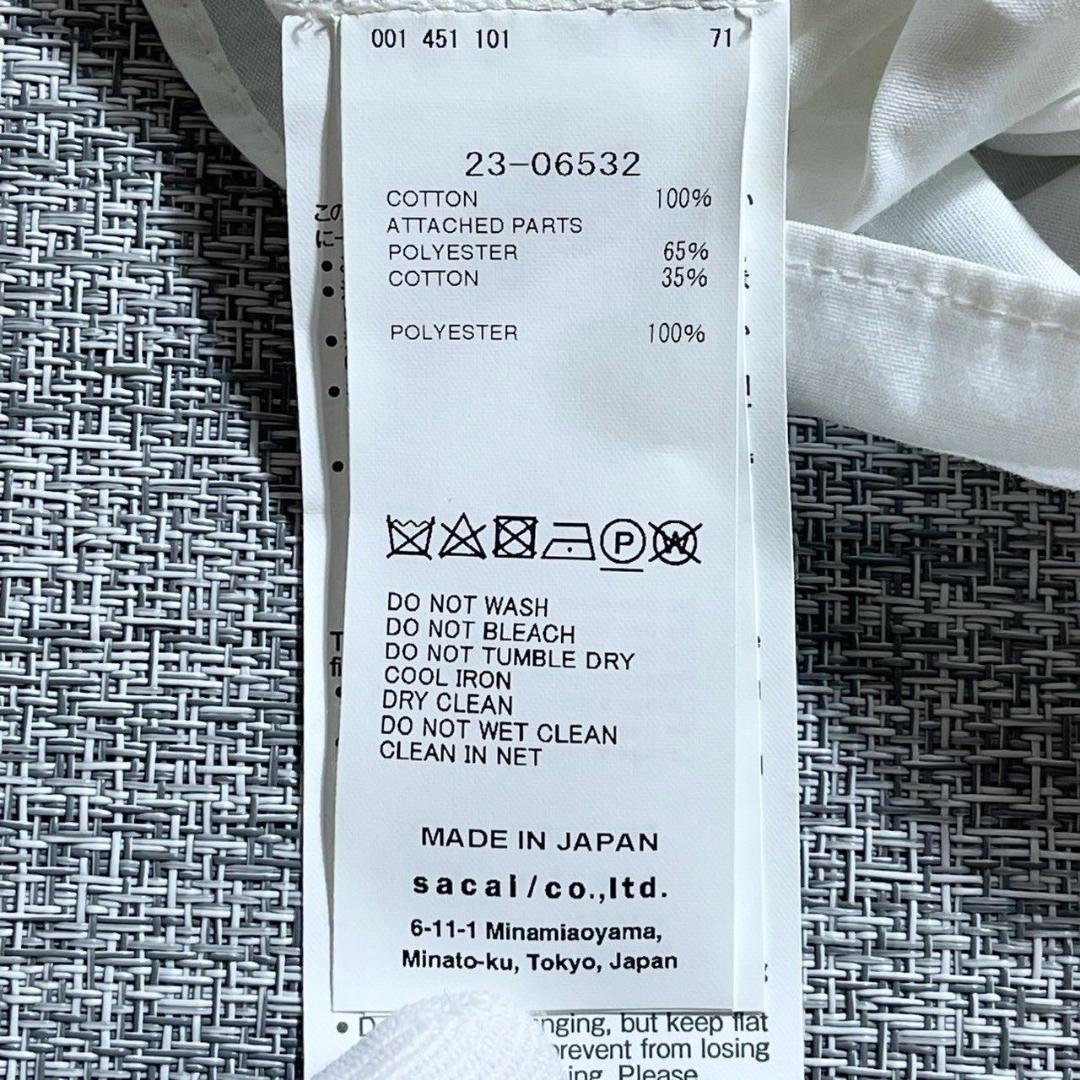 001 451 101 71
23-06532
COTTON 100%
ATTACHED PARTS
POLYESTER 65%
COTTON 35%
POLYESTER 100%
P W
DO NOT WASH
DO NOT BLEACH
DO NOT TUMBLE DRY
COOL IRON
DRY CLEAN
DO NOT WET CLEAN
CLEAN IN NET
MADE IN JAPAN
sacai/co.,ltd.
6-11-1 Minamiaoyama,
Minato-ku, Tokyo, Japan
but keep flat
prevent from losing
Please